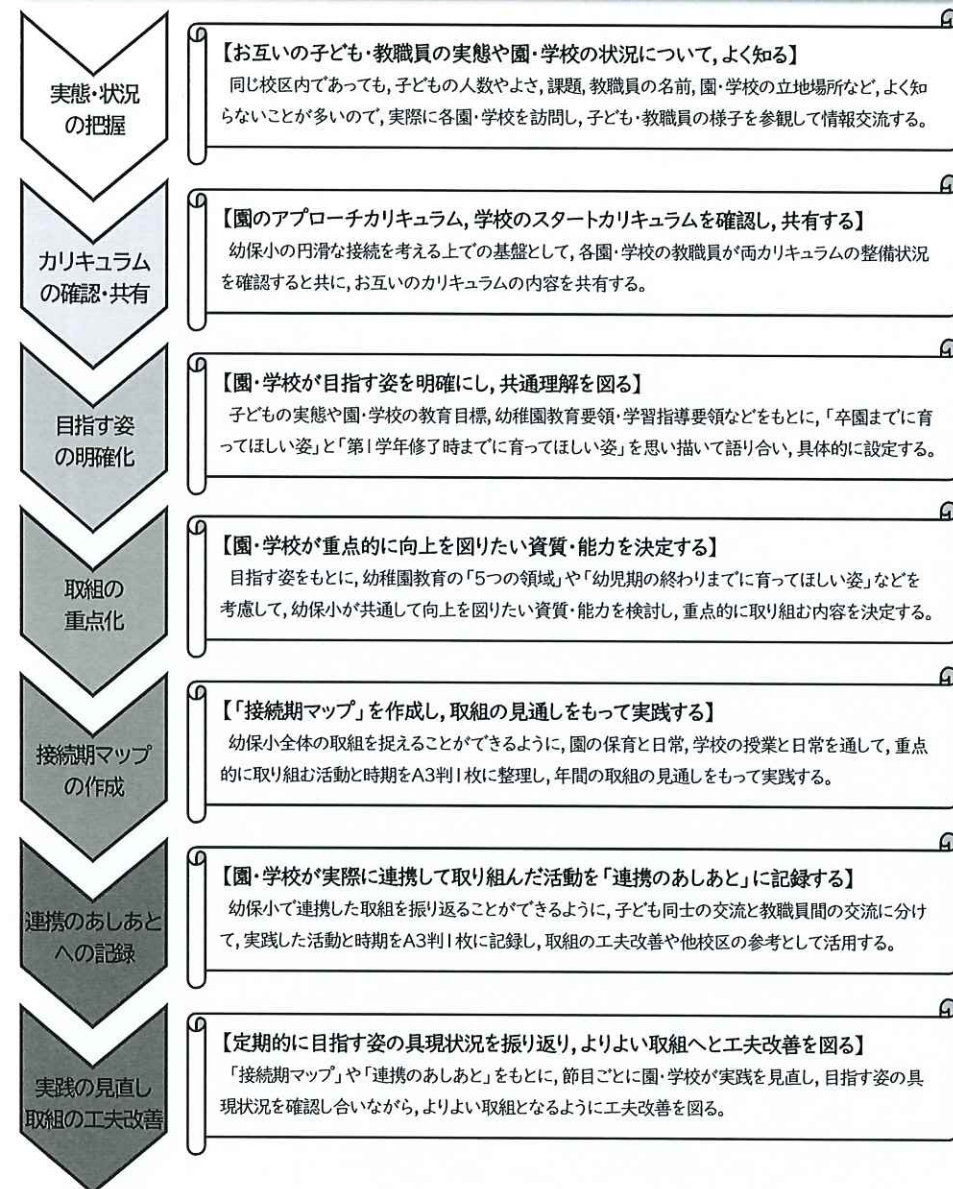 実態・状況
の把握
【お互いの子ども・教職員の実態や園・学校の状況について，よく知る】
同じ校区内であっても，子どもの人数やよさ，課題，教職員の名前，園・学校の立地場所など，よく知
らないことが多いので，実際に各園・学校を訪問し，子ども・教職員の様子を参観して情報交流する。
カリキュラム
の確認・共有
【園のアプローチカリキュラム，学校のスタートカリキュラムを確認し，共有する】
幼保小の円滑な接続を考える上での基盤として，各園・学校の教職員が両カリキュラムの整備状況
を確認すると共に，お互いのカリキュラムの内容を共有する。
目指す姿
の明確化
【園・学校が目指す姿を明確にし，共通理解を図る】
子どもの実態や園・学校の教育目標，幼稚園教育要領・学習指導要領などをもとに，「卒園までに育
ってほしい姿」と「第1学年修了時までに育ってほしい姿」を思い描いて語り合い，具体的に設定する。
取組の
重点化
【園・学校が重点的に向上を図りたい資質・能力を決定する】
目指す姿をもとに，幼稚園教育の「5つの領域」や「幼児期の終わりまでに育ってほしい姿」などを
考慮して，幼保小が共通して向上を図りたい資質・能力を検討し，重点的に取り組む内容を決定する。
接続期マップ
の作成
【「接続期マップ」を作成し，取組の見通しをもって実践する】
幼保小全体の取組を捉えることができるように，園の保育と日常，学校の授業と日常を通して，重点
的に取り組む活動と時期をA3判1枚に整理し，年間の取組の見通しをもって実践する。
連携のあしあと
への記録
【園・学校が実際に連携して取り組んだ活動を「連携のあしあと」に記録する】
幼保小で連携した取組を振り返ることができるように，子ども同士の交流と教職員間の交流に分け
て，実践した活動と時期をA3判1枚に記録し，取組の工夫改善や他校区の参考として活用する。
実践の見直し
取組の工夫改善
【定期的に目指す姿の具現状況を振り返り，よりよい取組へと工夫改善を図る】
「接続期マップ」や「連携のあしあと」をもとに，節目ごとに園・学校が実践を見直し，目指す姿の具
現状況を確認し合いながら，よりよい取組となるように工夫改善を図る。